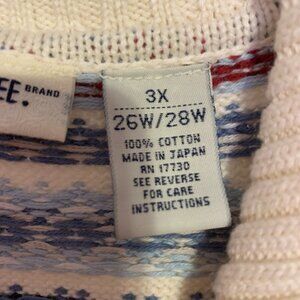 EE. BRAND
3X
26W/28W
100% COTTON
MADE IN JAPAN
RN 17730
SEE REVERSE
FOR CARE
INSTRUCTIONS